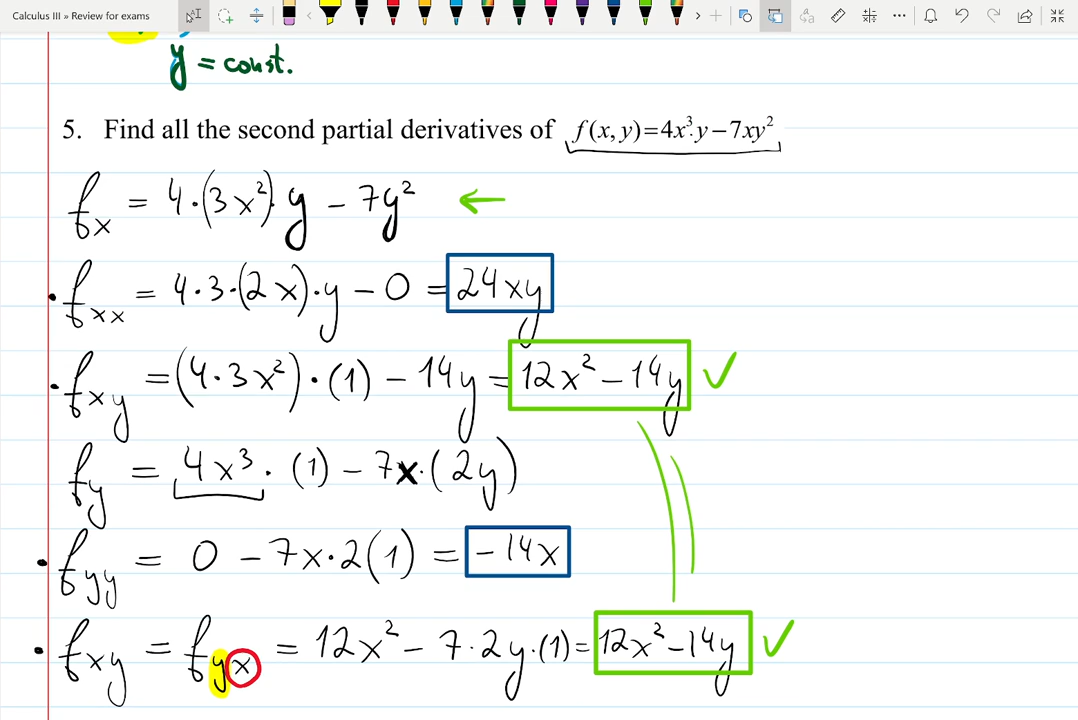 Calculus III » Review for exams
y = const.
5. Find all the second partial derivatives of f(x, y)=4x³y−7xy²
fx = 4·(3x²)·y − 7y² ←
• fxx = 4·3·(2x)·y − 0 = 24xy
• fxy = (4·3x²)·(1) − 14y = 12x² − 14y ✓
fy = 4x³·(1) − 7x·(2y)
• fyy = 0 − 7x·2(1) = −14x
• fxy = fyx = 12x² − 7·2y·(1) = 12x² − 14y ✓